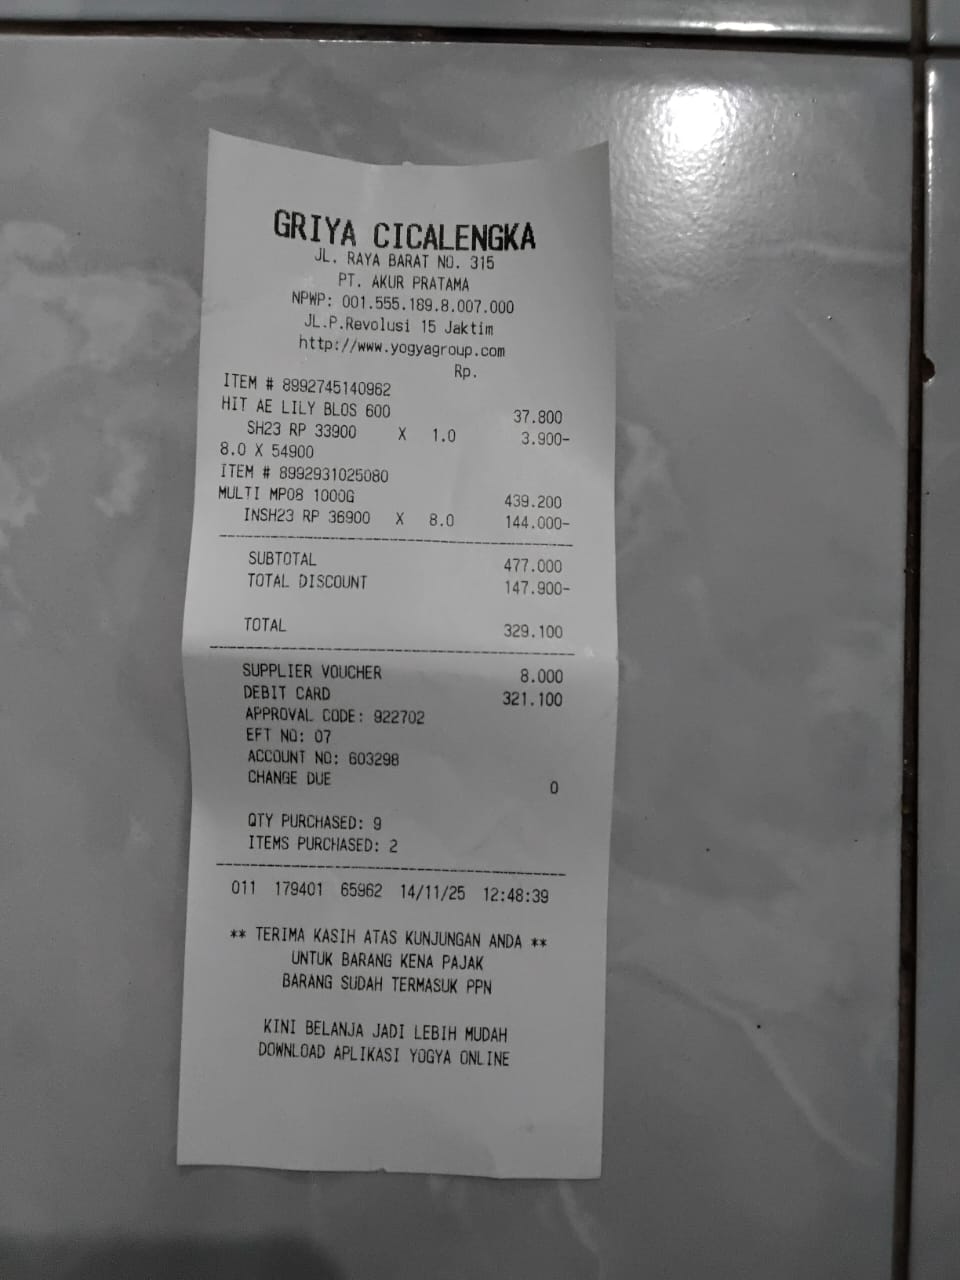 GRIYA CICALENGKA
JL. RAYA BARAT NO. 315
PT. AKUR PRATAMA
NPWP: 001.555.189.8.007.000
JL.P.Revolusi 15 Jaktim
http://www.yogyagroup.com
Rp.
ITEM # 8992745140962
HIT AE LILY BLOS 600 37.800
SH23 RP 33900 X 1.0 3.900-
8.0 X 54900
ITEM # 8992931025080
MULTI MP08 1000G 439.200
INSH23 RP 36900 X 8.0 144.000-
SUBTOTAL 477.000
TOTAL DISCOUNT 147.900-
TOTAL 329.100
SUPPLIER VOUCHER 8.000
DEBIT CARD 321.100
APPROVAL CODE: 922702
EFT NO: 07
ACCOUNT NO: 603298
CHANGE DUE 0
QTY PURCHASED: 9
ITEMS PURCHASED: 2
011 179401 65962 14/11/25 12:48:39
** TERIMA KASIH ATAS KUNJUNGAN ANDA **
UNTUK BARANG KENA PAJAK
BARANG SUDAH TERMASUK PPN
KINI BELANJA JADI LEBIH MUDAH
DOWNLOAD APLIKASI YOGYA ONLINE